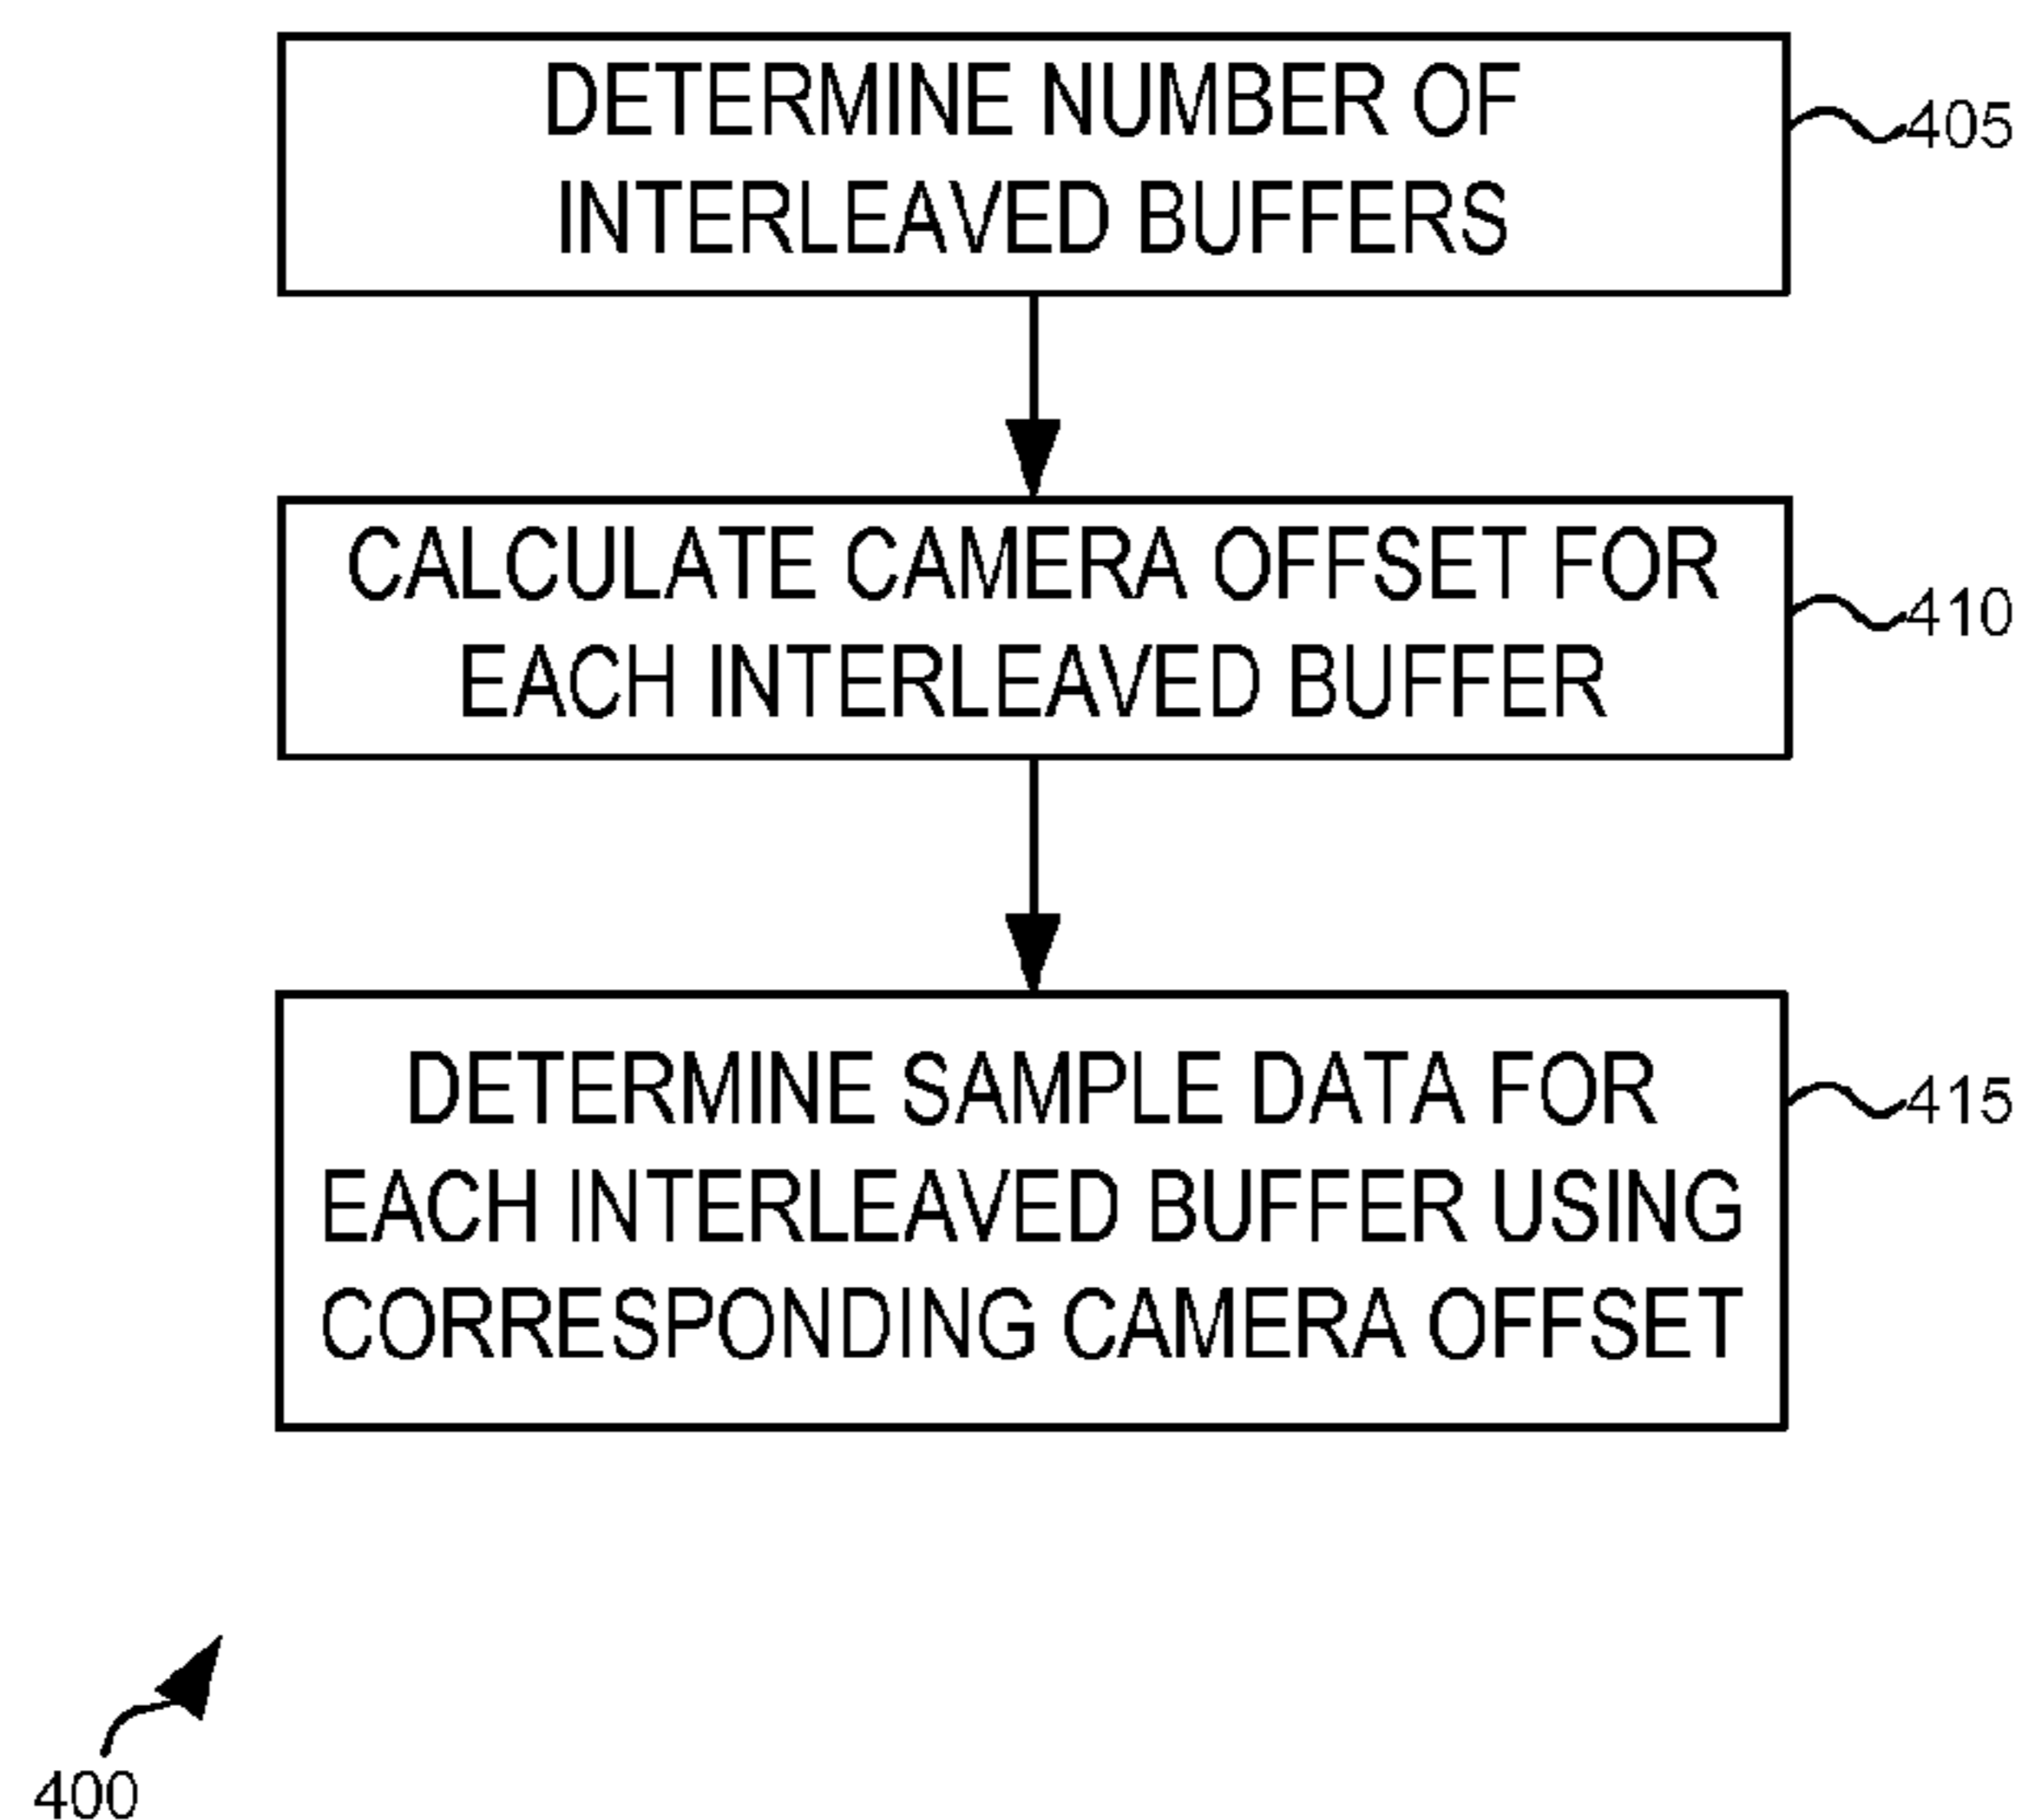 DETERMINE NUMBER OF
INTERLEAVED BUFFERS
405
CALCULATE CAMERA OFFSET FOR
EACH INTERLEAVED BUFFER
410
DETERMINE SAMPLE DATA FOR
EACH INTERLEAVED BUFFER USING
CORRESPONDING CAMERA OFFSET
415
400